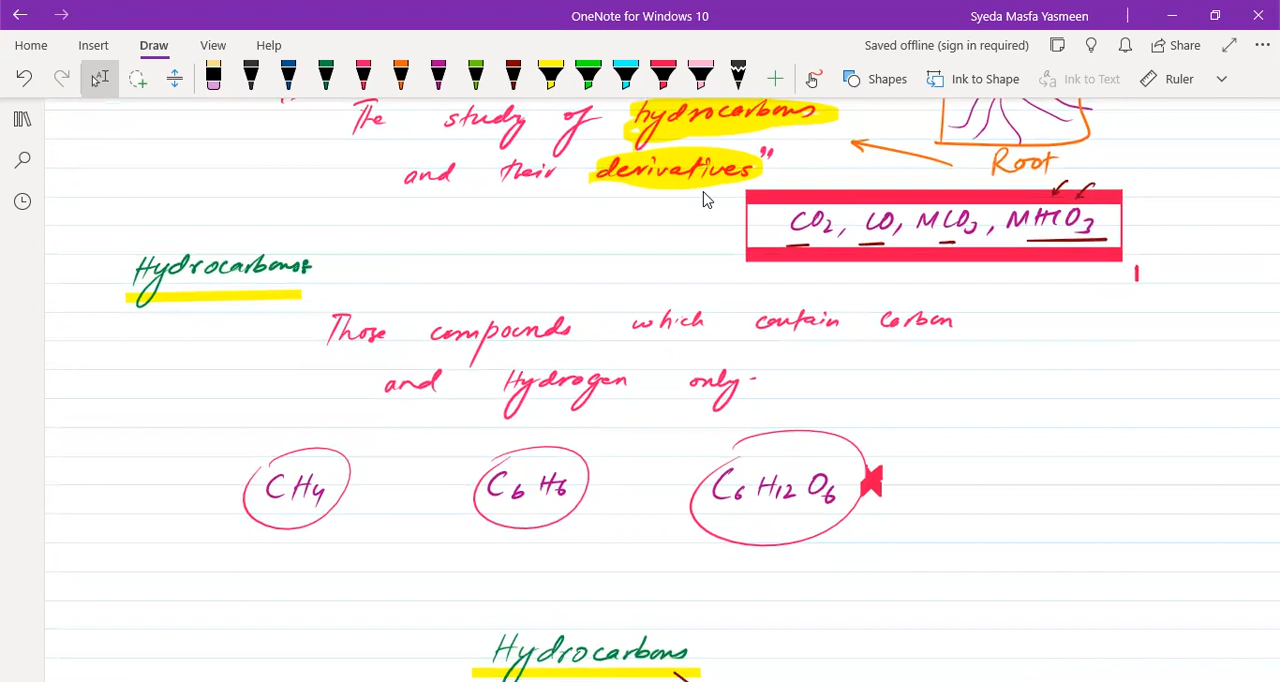 OneNote for Windows 10
Syeda Masfa Yasmeen
Home Insert Draw View Help
Saved offline (sign in required) Share
Shapes Ink to Shape Ink to Text Ruler
"The study of hydrocarbons
and their derivatives"
Root
CO2, CO, MCO3, MHCO3
Hydrocarbons:
Those compounds which contain Carbon
and Hydrogen only.
CH4 C6H6 C6H12O6
Hydrocarbons